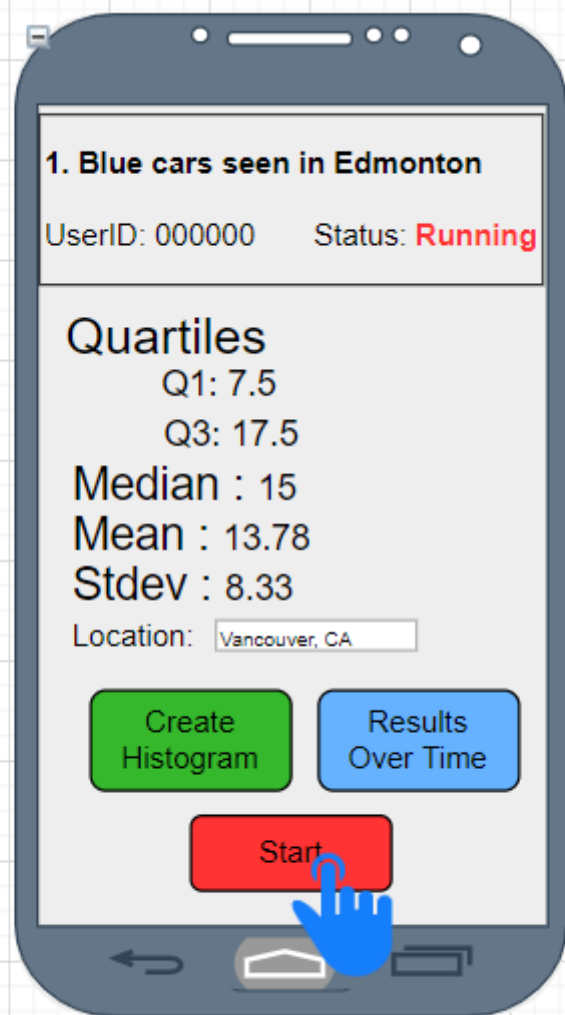 1. Blue cars seen in Edmonton
UserID: 000000 Status: Running
Quartiles
Q1: 7.5
Q3: 17.5
Median : 15
Mean : 13.78
Stdev : 8.33
Location: Vancouver, CA
Create
Histogram
Results
Over Time
Start